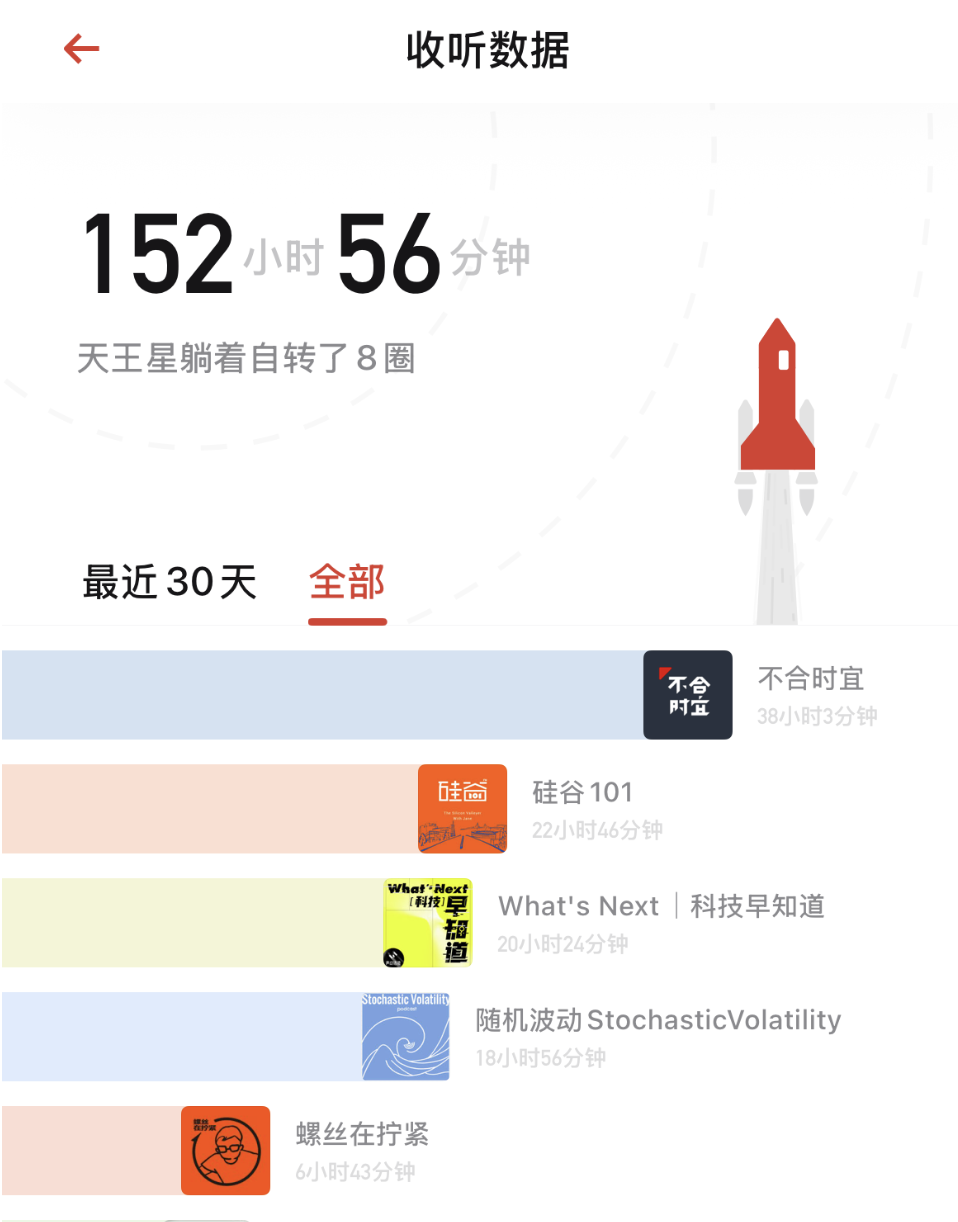 收听数据
152小时56分钟
天王星躺着自转了8圈
最近30天 全部
不合
时宜
不合时宜
38小时3分钟
硅谷
101
硅谷101
22小时46分钟
What's Next
[科技]早
知
道
What's Next｜科技早知道
20小时24分钟
Stochastic Volatility
随机波动StochasticVolatility
18小时56分钟
螺丝
在拧紧
螺丝在拧紧
6小时43分钟